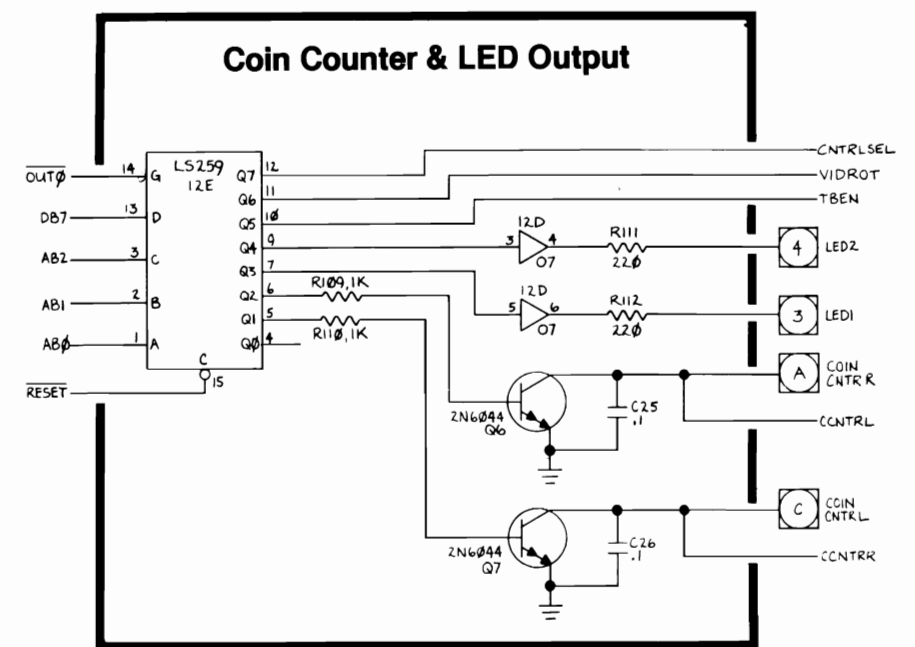 Coin Counter & LED Output
LS259
12E
OUTØ 14 G
DB7 13 D
AB2 3 C
AB1 2 B
ABØ 1 A
RESET
C
15
Q7 12 CNTRLSEL
Q6 11 VIDROT
Q5 1Ø TBEN
Q4 9
Q3 7
Q2 6
Q1 5
QØ 4
R1Ø9,1K
R11Ø,1K
12D
3 4
07
R111
22Ø
4 LED2
12D
5 6
07
R112
22Ø
3 LED1
2N6Ø44
Q6
C25
.1
A COIN
CNTR R
CCNTRL
2N6Ø44
Q7
C26
.1
C COIN
CNTRL
CCNTRR